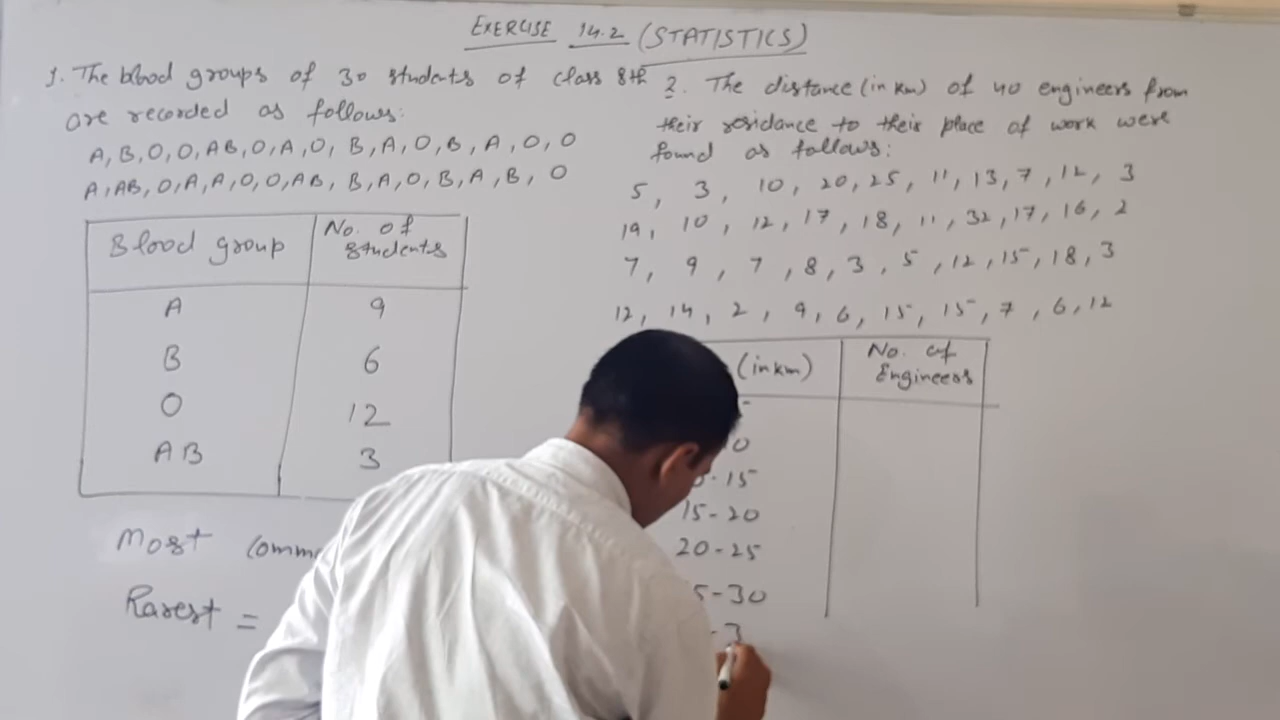 EXERCISE 14.2 (STATISTICS)
1. The blood groups of 30 students of class 8th
are recorded as follows:
A, B, O, O, AB, O, A, O, B, A, O, B, A, O, O
A, AB, O, A, A, O, O, AB, B, A, O, B, A, B, O
Blood group No. of students
A 9
B 6
O 12
AB 3
Most
Rarest =
2. The distance (in km) of 40 engineers from
their residance to their place of work were
found as follows:
5, 3, 10, 20, 25, 11, 13, 7, 12, 3
19, 10, 12, 17, 18, 11, 32, 17, 16, 2
7, 9, 7, 8, 3, 5, 12, 15, 18, 3
12, 14, 2, 9, 6, 15, 15, 7, 6, 12
(in km) No. of Engineers
-15
15-20
20-25
5-30